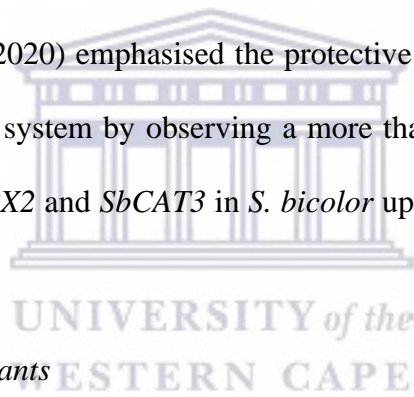 2020) emphasised the protective
system by observing a more tha
X2 and SbCAT3 in S. bicolor up
UNIVERSITY of the
ants
WESTERN CAPE